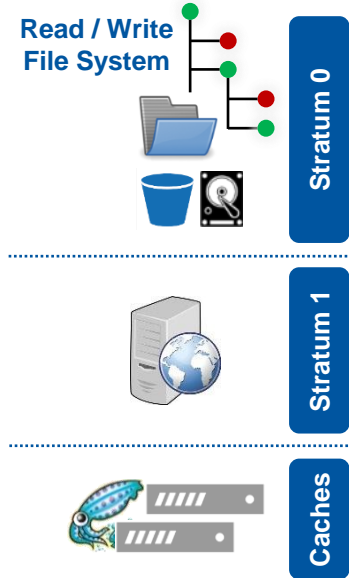 Read / Write
File System
Stratum 0
Stratum 1
Caches